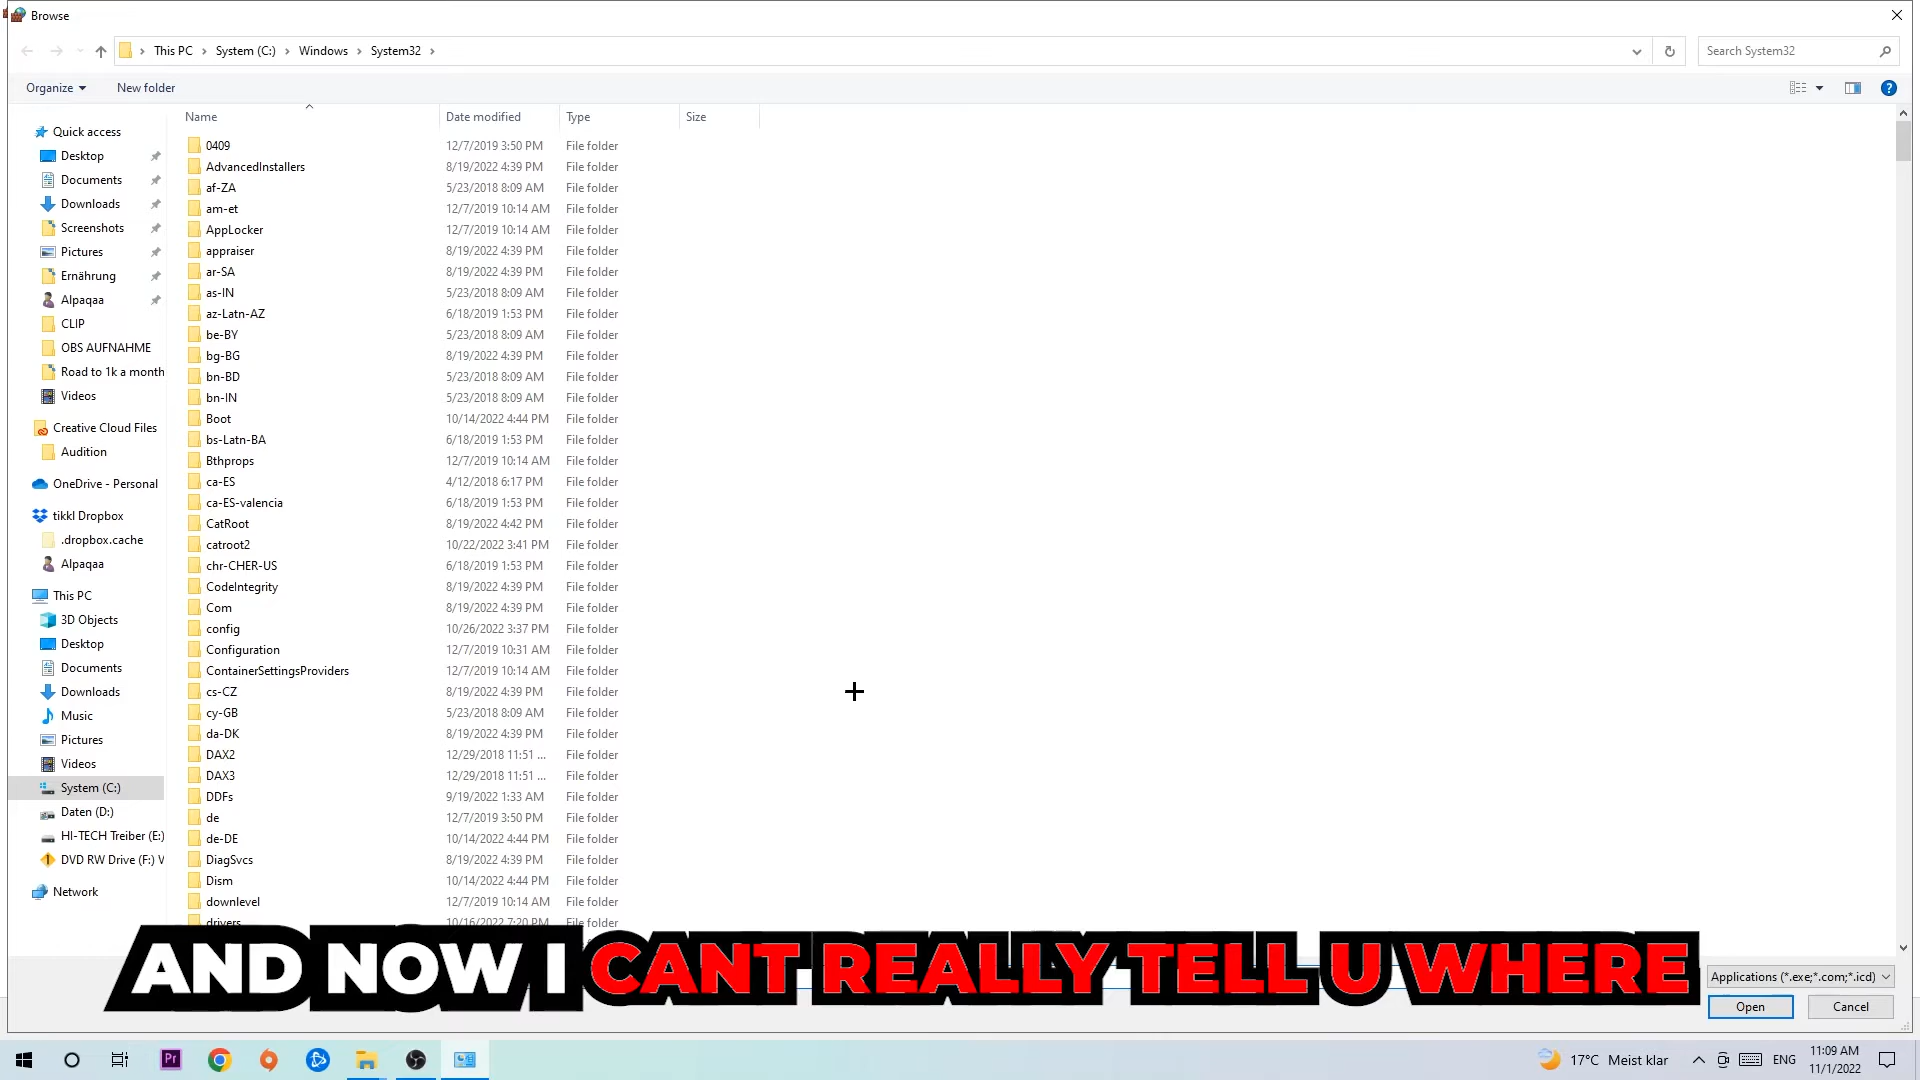 Browse
This PC > System (C:) > Windows > System32 >
Search System32
Organize
New folder
Name
Date modified
Type
Size
Quick access
Desktop
Documents
Downloads
Screenshots
Pictures
Ernährung
Alpaqaa
CLIP
OBS AUFNAHME
Road to 1k a month
Videos
Creative Cloud Files
Audition
OneDrive - Personal
tikkl Dropbox
.dropbox.cache
Alpaqaa
This PC
3D Objects
Desktop
Documents
Downloads
Music
Pictures
Videos
System (C:)
Daten (D:)
HI-TECH Treiber (E:)
DVD RW Drive (F:) V
Network
0409 12/7/2019 3:50 PM File folder
AdvancedInstallers 8/19/2022 4:39 PM File folder
af-ZA 5/23/2018 8:09 AM File folder
am-et 12/7/2019 10:14 AM File folder
AppLocker 12/7/2019 10:14 AM File folder
appraiser 8/19/2022 4:39 PM File folder
ar-SA 8/19/2022 4:39 PM File folder
as-IN 5/23/2018 8:09 AM File folder
az-Latn-AZ 6/18/2019 1:53 PM File folder
be-BY 5/23/2018 8:09 AM File folder
bg-BG 8/19/2022 4:39 PM File folder
bn-BD 5/23/2018 8:09 AM File folder
bn-IN 5/23/2018 8:09 AM File folder
Boot 10/14/2022 4:44 PM File folder
bs-Latn-BA 6/18/2019 1:53 PM File folder
Bthprops 12/7/2019 10:14 AM File folder
ca-ES 4/12/2018 6:17 PM File folder
ca-ES-valencia 6/18/2019 1:53 PM File folder
CatRoot 8/19/2022 4:42 PM File folder
catroot2 10/22/2022 3:41 PM File folder
chr-CHER-US 6/18/2019 1:53 PM File folder
CodeIntegrity 8/19/2022 4:39 PM File folder
Com 8/19/2022 4:39 PM File folder
config 10/26/2022 3:37 PM File folder
Configuration 12/7/2019 10:31 AM File folder
ContainerSettingsProviders 12/7/2019 10:14 AM File folder
cs-CZ 8/19/2022 4:39 PM File folder
cy-GB 5/23/2018 8:09 AM File folder
da-DK 8/19/2022 4:39 PM File folder
DAX2 12/29/2018 11:51 ... File folder
DAX3 12/29/2018 11:51 ... File folder
DDFs 9/19/2022 1:33 AM File folder
de 12/7/2019 3:50 PM File folder
de-DE 10/14/2022 4:44 PM File folder
DiagSvcs 8/19/2022 4:39 PM File folder
Dism 10/14/2022 4:44 PM File folder
downlevel 12/7/2019 10:14 AM File folder
drivers 10/16/2022 7:20 PM File folder
AND NOW I CANT REALLY TELL U WHERE
Applications (*.exe;*.com;*.icd)
Open
Cancel
Pr
17°C Meist klar
ENG
11:09 AM
11/1/2022